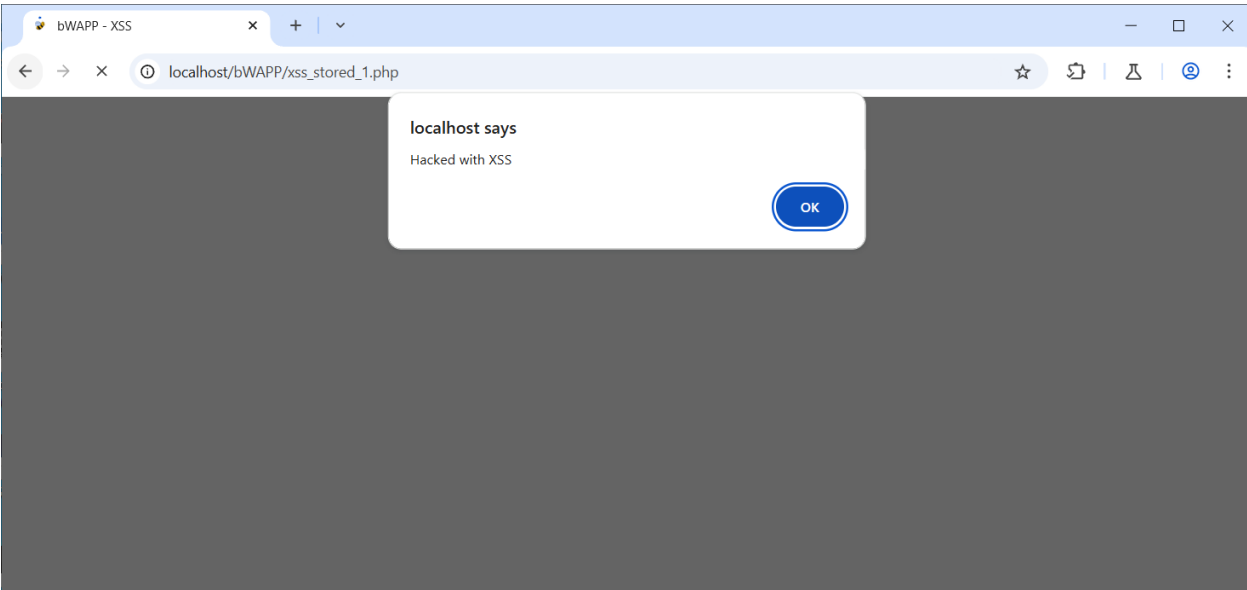 bWAPP - XSS
localhost/bWAPP/xss_stored_1.php
localhost says
Hacked with XSS
OK